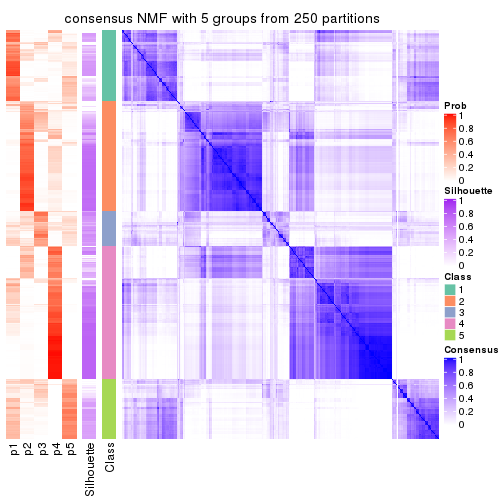 consensus NMF with 5 groups from 250 partitions
Prob
1
0.8
0.6
0.4
0.2
0
Silhouette
1
0.8
0.6
0.4
0.2
0
Class
1
2
3
4
5
Consensus
1
0.8
0.6
0.4
0.2
0
p1
p2
p3
p4
p5
Silhouette
Class